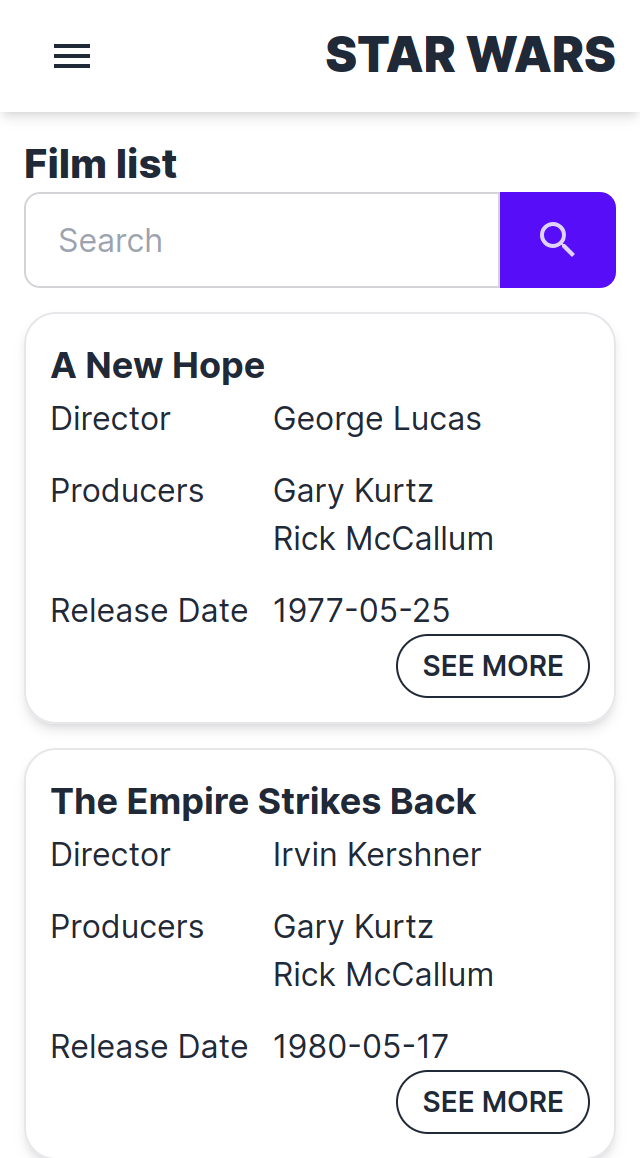 STAR WARS
Film list
Search
A New Hope
Director George Lucas
Producers Gary Kurtz
Rick McCallum
Release Date 1977-05-25
SEE MORE
The Empire Strikes Back
Director Irvin Kershner
Producers Gary Kurtz
Rick McCallum
Release Date 1980-05-17
SEE MORE